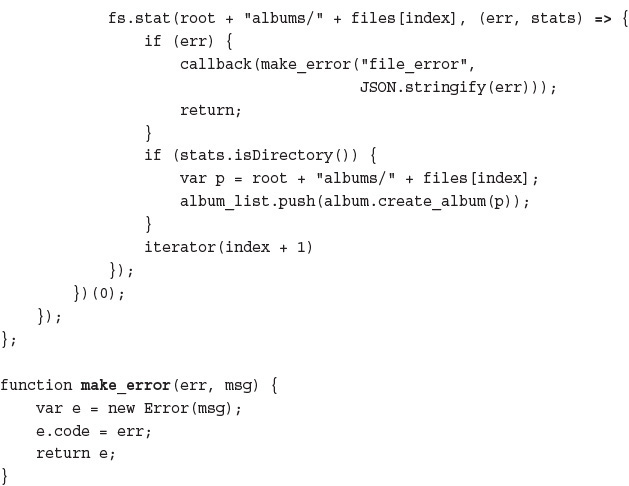 fs.stat(root + "albums/" + files[index], (err, stats) => {
                if (err) {
                    callback(make_error("file_error",
                                        JSON.stringify(err)));
                    return;
                }
                if (stats.isDirectory()) {
                    var p = root + "albums/" + files[index];
                    album_list.push(album.create_album(p));
                }
                iterator(index + 1)
            });
        })(0);
    });
};

function make_error(err, msg) {
    var e = new Error(msg);
    e.code = err;
    return e;
}